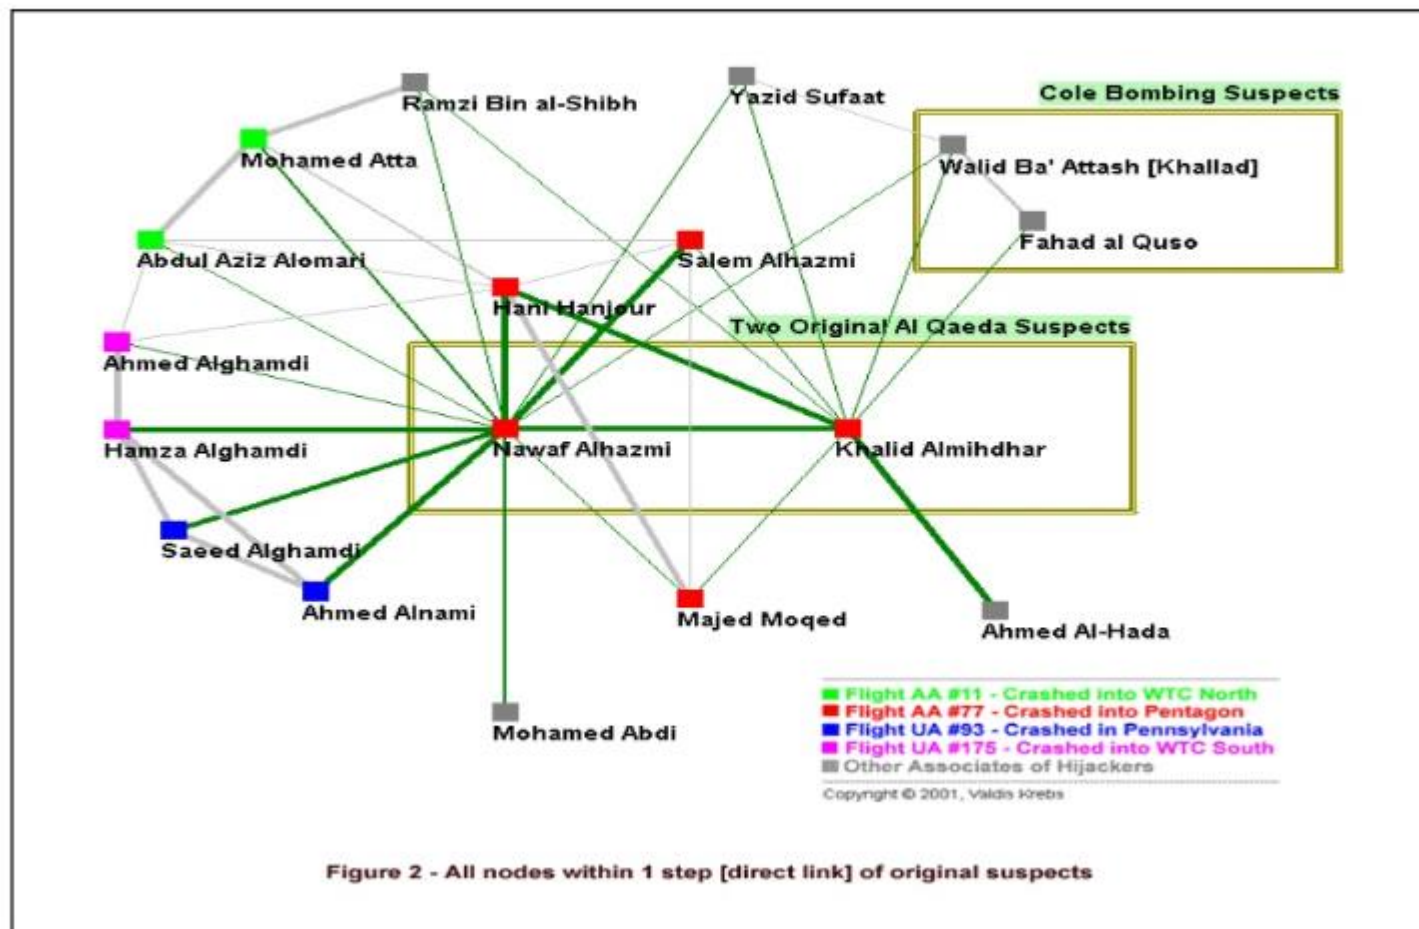 Ramzi Bin al-Shibh
Yazid Sufaat
Cole Bombing Suspects
Mohamed Atta
Walid Ba' Attash [Khallad]
Abdul Aziz Alomari
Salem Alhazmi
Fahad al Quso
Hani Hanjour
Two Original Al Qaeda Suspects
Ahmed Alghamdi
Hamza Alghamdi
Nawaf Alhazmi
Khalid Almihdhar
Saeed Alghamdi
Ahmed Alnami
Majed Moqed
Ahmed Al-Hada
Mohamed Abdi
Flight AA #11 - Crashed into WTC North
Flight AA #77 - Crashed into Pentagon
Flight UA #93 - Crashed in Pennsylvania
Flight UA #175 - Crashed into WTC South
Other Associates of Hijackers
Copyright © 2001, Valdis Krebs
Figure 2 - All nodes within 1 step [direct link] of original suspects